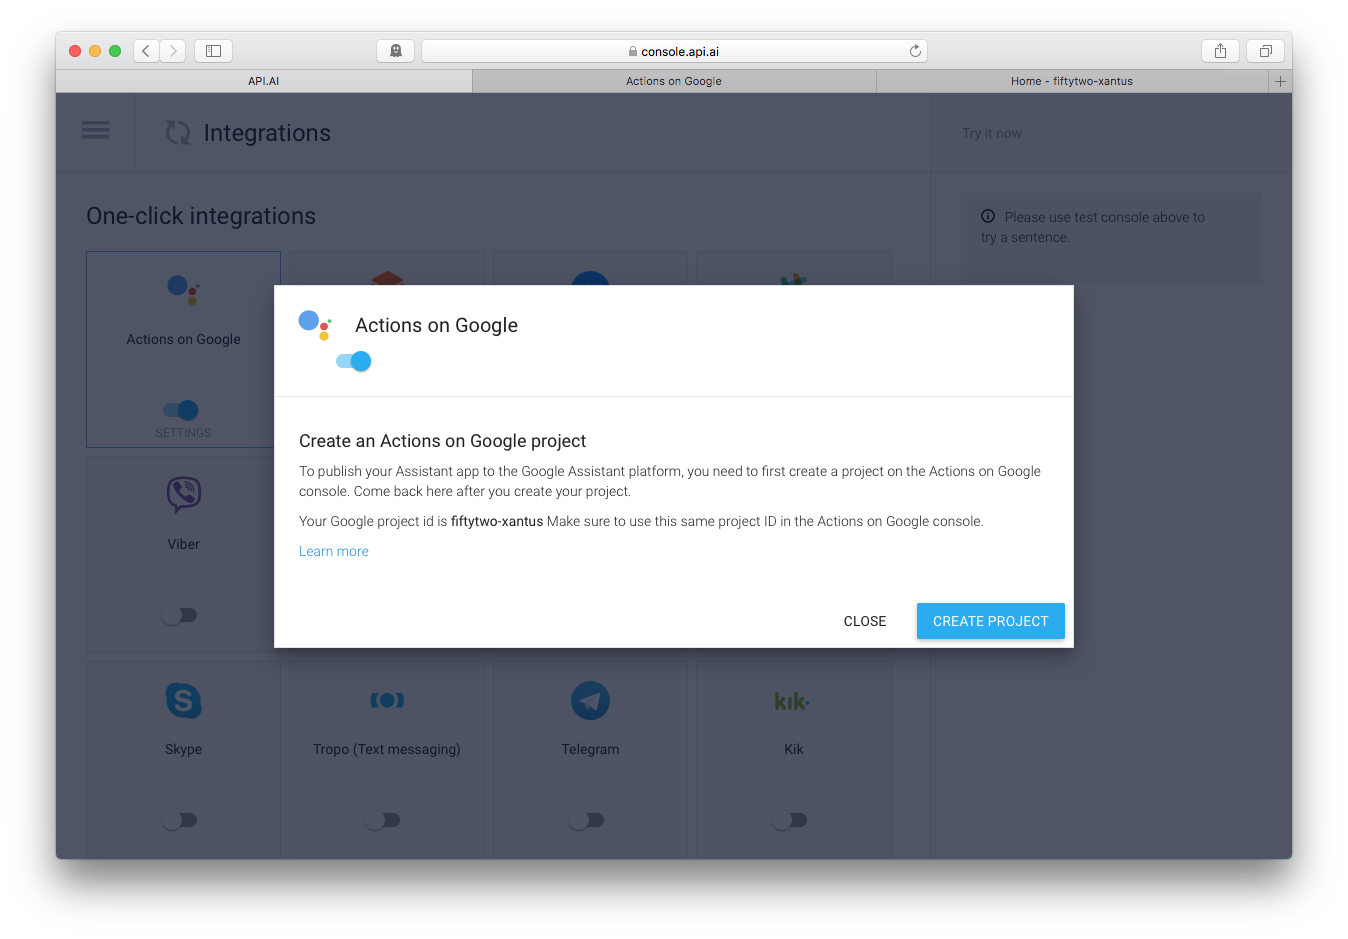 console.api.ai
API.AI
Actions on Google
Home - fiftytwo-xantus
Integrations
Try it now
One-click integrations
Please use test console above to
try a sentence.
Actions on Google
SETTINGS
Actions on Google
Create an Actions on Google project
To publish your Assistant app to the Google Assistant platform, you need to first create a project on the Actions on Google
console. Come back here after you create your project.
Your Google project id is fiftytwo-xantus Make sure to use this same project ID in the Actions on Google console.
Learn more
CLOSE
CREATE PROJECT
Viber
S
Skype
Tropo (Text messaging)
Telegram
kik
Kik